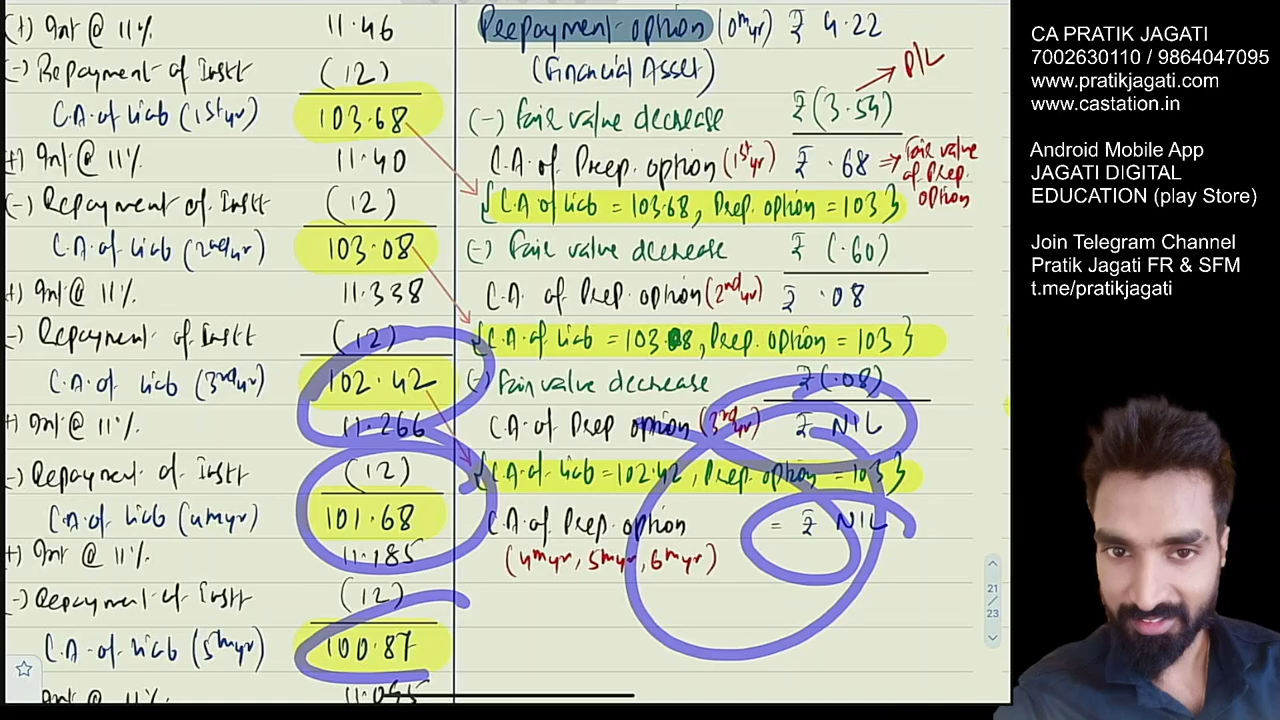 (+) Int @ 11% 11.46
(-) Repayment of Instt (12)
C.A. of Liab (1st yr) 103.68
(+) Int @ 11% 11.40
(-) Repayment of Instt (12)
C.A. of Liab (2nd yr) 103.08
(+) Int @ 11% 11.338
(-) Repayment of Instt (12)
C.A. of Liab (3rd yr) 102.42
(+) Int @ 11% 11.266
(-) Repayment of Instt (12)
C.A. of Liab (4th yr) 101.68
(+) Int @ 11% 11.185
(-) Repayment of Instt (12)
C.A. of Liab (5th yr) 100.87
Int @ 11% 11.095
Prepayment option (0th yr) ₹ 4.22
(Financial Asset)
P/L
(-) Fair value decrease ₹ (3.54)
C.A. of Prep. option (1st yr) ₹ .68 ⇒ Fair value
of Prep.
option
{C.A. of Liab = 103.68, Prep. option = 103}
(-) Fair value decrease ₹ (.60)
C.A. of Prep. option (2nd yr) ₹ .08
{C.A. of Liab = 103.08, Prep. option = 103}
(-) Fair value decrease ₹ (.08)
C.A. of Prep option (3rd yr) ₹ NIL
{C.A. of Liab = 102.42, Prep. option = 103}
C.A. of Prep. option = ₹ NIL
(4th yr, 5th yr, 6th yr)
21
/
23
CA PRATIK JAGATI
7002630110 / 9864047095
www.pratikjagati.com
www.castation.in
Android Mobile App
JAGATI DIGITAL
EDUCATION (play Store)
Join Telegram Channel
Pratik Jagati FR & SFM
t.me/pratikjagati